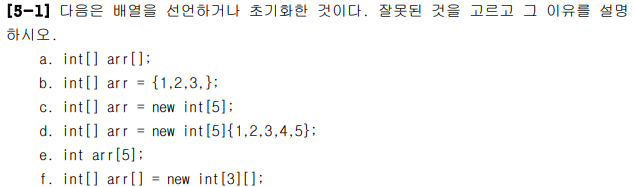 [5-1] 다음은 배열을 선언하거나 초기화한 것이다. 잘못된 것을 고르고 그 이유를 설명
하시오.
a. int[] arr[];
b. int[] arr = {1,2,3,};
c. int[] arr = new int[5];
d. int[] arr = new int[5]{1,2,3,4,5};
e. int arr[5];
f. int[] arr[] = new int[3][];